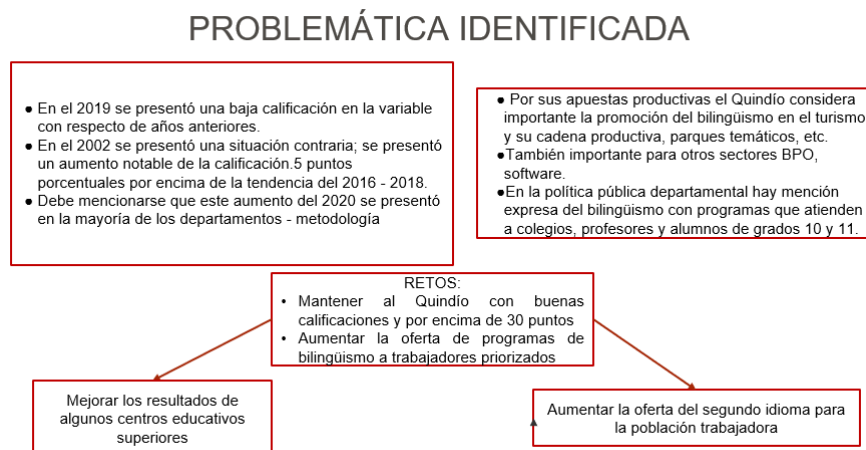 PROBLEMÁTICA IDENTIFICADA
● En el 2019 se presentó una baja calificación en la variable
con respecto de años anteriores.
● En el 2002 se presentó una situación contraria; se presentó
un aumento notable de la calificación.5 puntos
porcentuales por encima de la tendencia del 2016 - 2018.
● Debe mencionarse que este aumento del 2020 se presentó
en la mayoría de los departamentos - metodología
● Por sus apuestas productivas el Quindío considera
importante la promoción del bilingüismo en el turismo
y su cadena productiva, parques temáticos, etc.
●También importante para otros sectores BPO,
software.
●En la política pública departamental hay mención
expresa del bilingüismo con programas que atienden
a colegios, profesores y alumnos de grados 10 y 11.
RETOS:
• Mantener al Quindío con buenas
calificaciones y por encima de 30 puntos
• Aumentar la oferta de programas de
bilingüismo a trabajadores priorizados
Mejorar los resultados de
algunos centros educativos
superiores
Aumentar la oferta del segundo idioma para
la población trabajadora